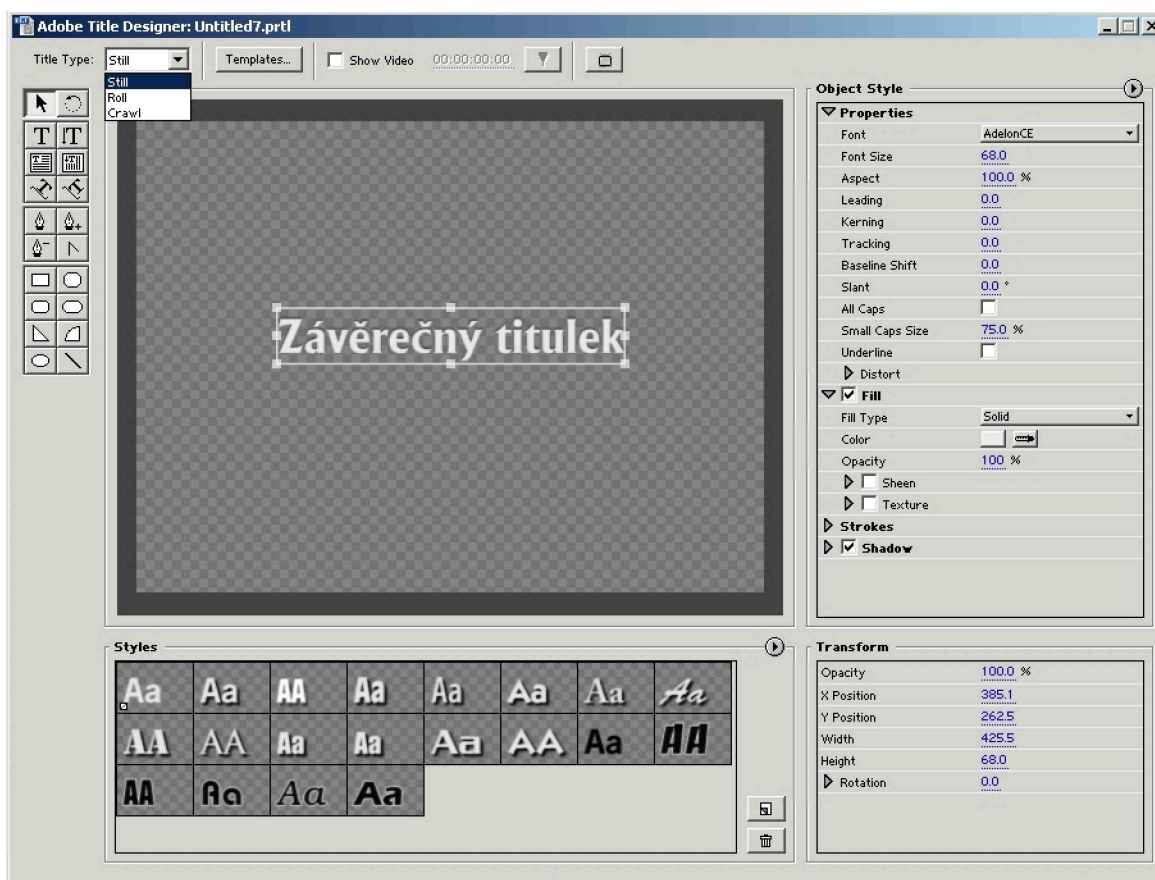 Adobe Title Designer: Untitled7.prtl
Title Type: Still Templates... Show Video 00:00:00:00
Still
Roll
Crawl
T IT
Závěrečný titulek
Object Style
Properties
Font AdelonCE
Font Size 68.0
Aspect 100.0 %
Leading 0.0
Kerning 0.0
Tracking 0.0
Baseline Shift 0.0
Slant 0.0 °
All Caps
Small Caps Size 75.0 %
Underline
Distort
Fill
Fill Type Solid
Color
Opacity 100 %
Sheen
Texture
Strokes
Shadow
Styles
Aa Aa AA Aa Aa Aa Aa Aa
AA AA Aa Aa Aa AA Aa AA
AA Aa Aa Aa
Transform
Opacity 100.0 %
X Position 385.1
Y Position 262.5
Width 425.5
Height 68.0
Rotation 0.0